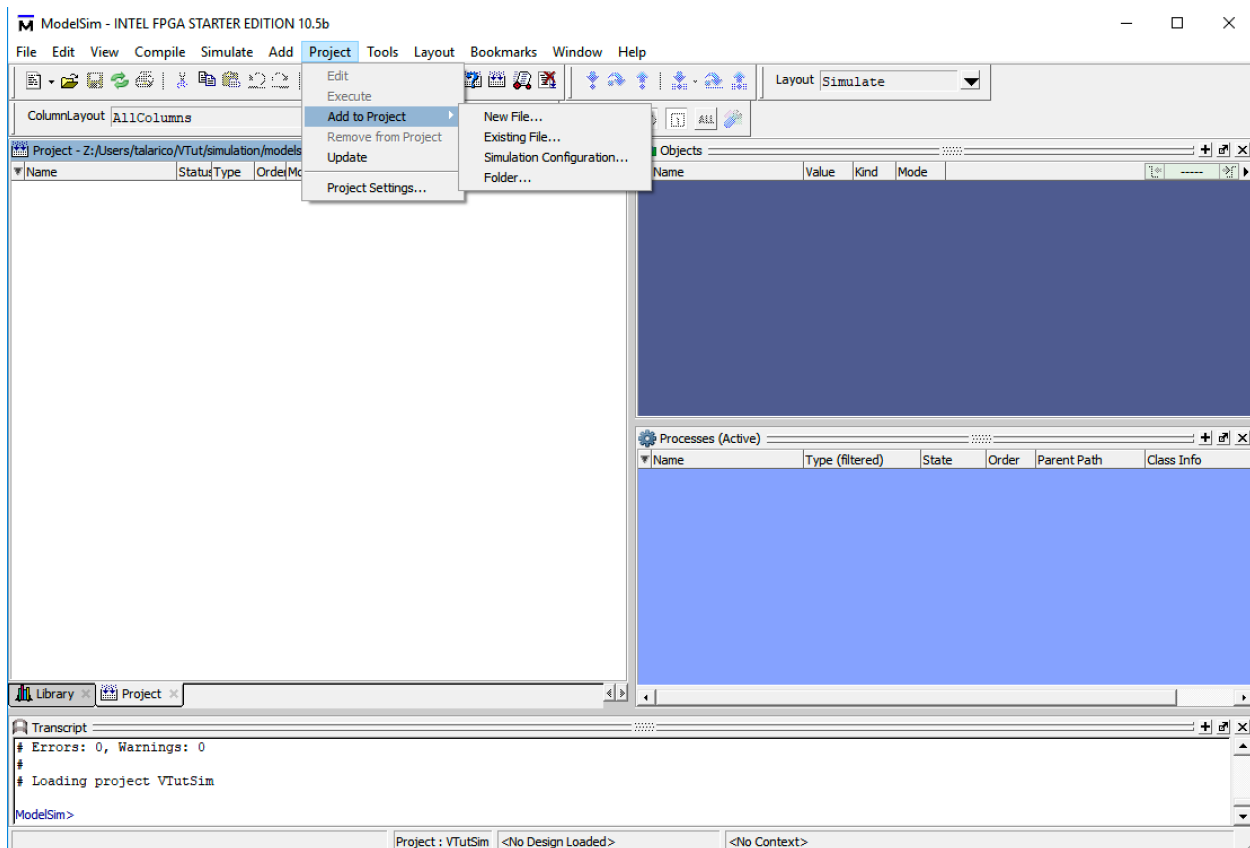 ModelSim - INTEL FPGA STARTER EDITION 10.5b
File Edit View Compile Simulate Add Project Tools Layout Bookmarks Window Help
Edit
Execute
Add to Project
Remove from Project
Update
Project Settings...
New File...
Existing File...
Simulation Configuration...
Folder...
Layout Simulate
ColumnLayout AllColumns
ALL
Project - Z:/Users/talarico/VTut/simulation/models
Name Status Type Order
Objects
Name Value Kind Mode
Processes (Active)
Name Type (filtered) State Order Parent Path Class Info
Library Project
Transcript
# Errors: 0, Warnings: 0
#
# Loading project VTutSim
ModelSim>
Project : VTutSim <No Design Loaded> <No Context>